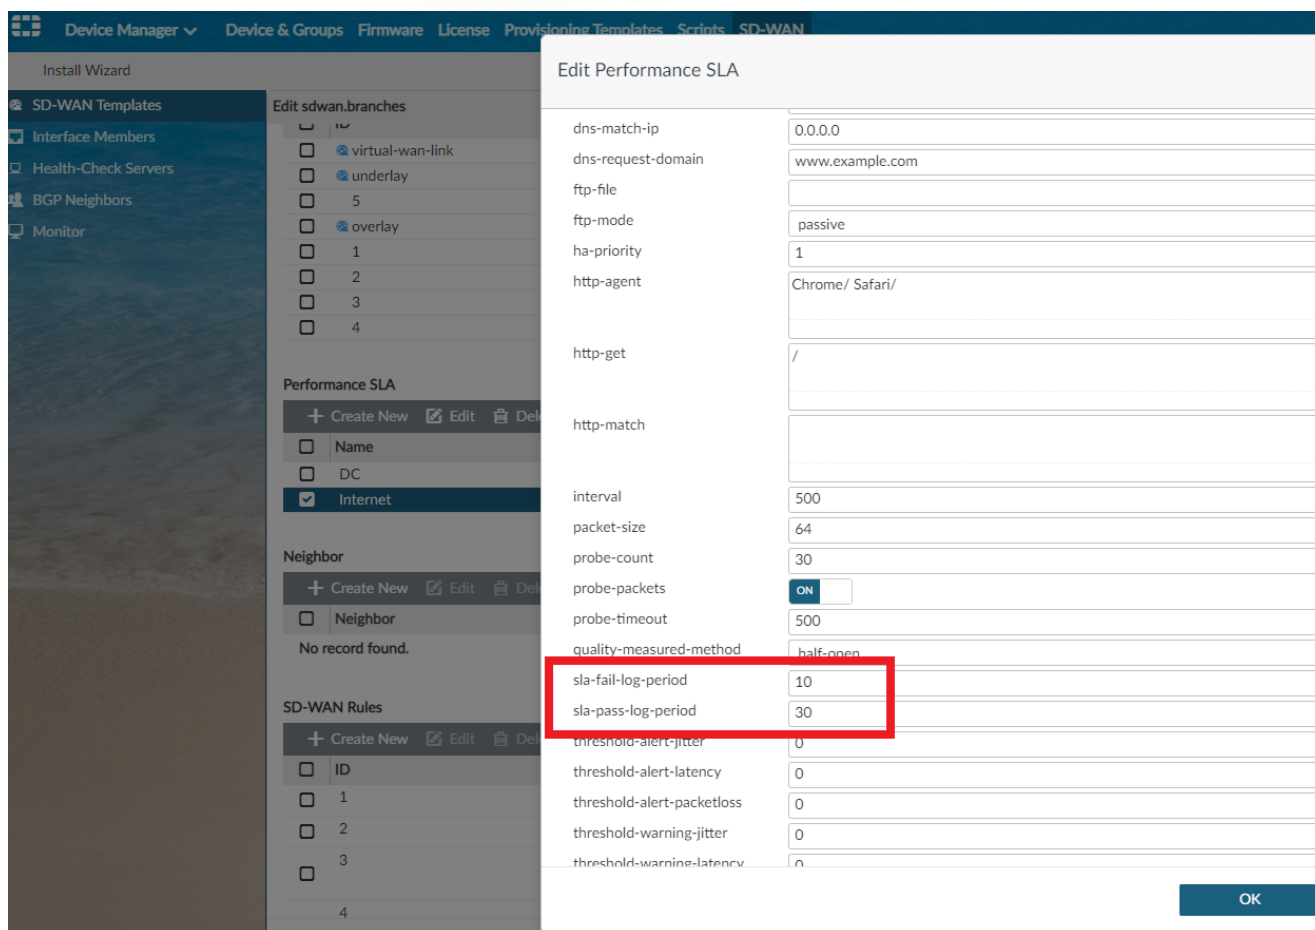 Device Manager Device & Groups Firmware License Provisioning Templates Scripts SD-WAN
Install Wizard
SD-WAN Templates
Interface Members
Health-Check Servers
BGP Neighbors
Monitor
Edit sdwan.branches
ID
virtual-wan-link
underlay
5
overlay
1
2
3
4
Performance SLA
Create New Edit Del
Name
DC
Internet
Neighbor
Create New Edit Del
Neighbor
No record found.
SD-WAN Rules
Create New Edit Del
ID
1
2
3
4
Edit Performance SLA
dns-match-ip 0.0.0.0
dns-request-domain www.example.com
ftp-file
ftp-mode passive
ha-priority 1
http-agent Chrome/ Safari/
http-get /
http-match
interval 500
packet-size 64
probe-count 30
probe-packets ON
probe-timeout 500
quality-measured-method half-open
sla-fail-log-period 10
sla-pass-log-period 30
threshold-alert-jitter 0
threshold-alert-latency 0
threshold-alert-packetloss 0
threshold-warning-jitter 0
threshold-warning-latency 0
OK